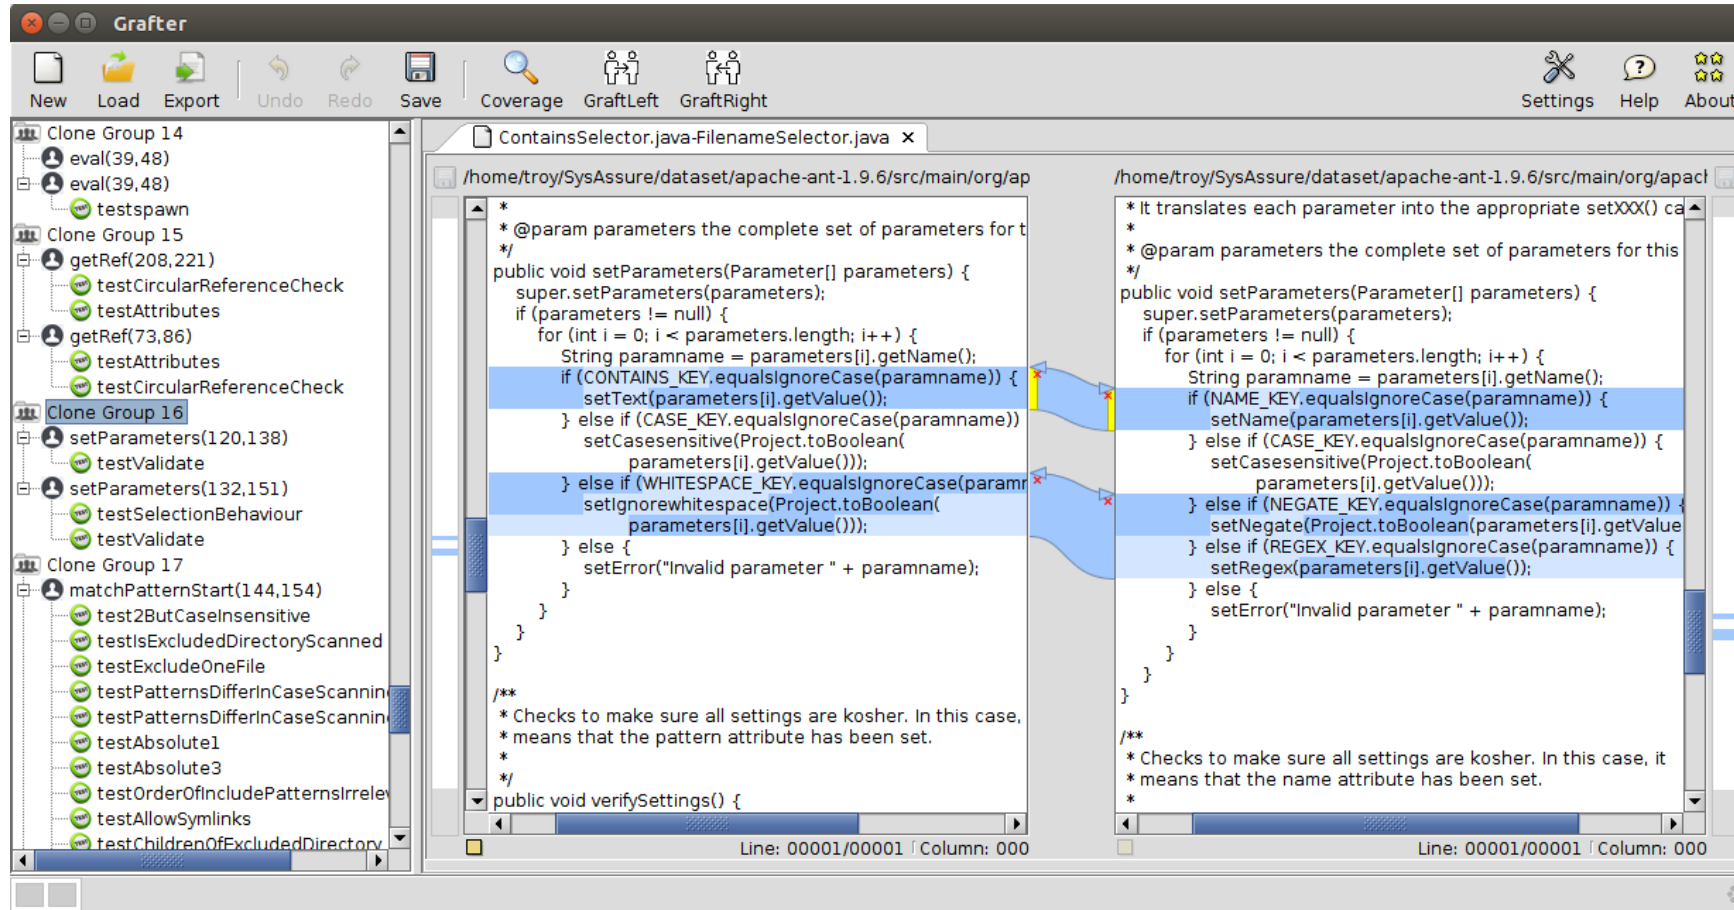 Grafter
New Load Export Undo Redo Save Coverage GraftLeft GraftRight Settings Help About
Clone Group 14
eval(39,48)
eval(39,48)
testspawn
Clone Group 15
getRef(208,221)
testCircularReferenceCheck
testAttributes
getRef(73,86)
testAttributes
testCircularReferenceCheck
Clone Group 16
setParameters(120,138)
testValidate
setParameters(132,151)
testSelectionBehaviour
testValidate
Clone Group 17
matchPatternStart(144,154)
test2ButCaseInsensitive
testIsExcludedDirectoryScanned
testExcludeOneFile
testPatternsDifferInCaseScannin
testPatternsDifferInCaseScannin
testAbsolute1
testAbsolute3
testOrderOfIncludePatternsIrrele
testAllowSymlinks
testChildrenOfExcludedDirectory
ContainsSelector.java-FilenameSelector.java
/home/troy/SysAssure/dataset/apache-ant-1.9.6/src/main/org/ap
*
* @param parameters the complete set of parameters for t
*/
public void setParameters(Parameter[] parameters) {
super.setParameters(parameters);
if (parameters != null) {
for (int i = 0; i < parameters.length; i++) {
String paramname = parameters[i].getName();
if (CONTAINS_KEY.equalsIgnoreCase(paramname)) {
setText(parameters[i].getValue());
} else if (CASE_KEY.equalsIgnoreCase(paramname))
setCasesensitive(Project.toBoolean(
parameters[i].getValue()));
} else if (WHITESPACE_KEY.equalsIgnoreCase(paramr
setIgnorewhitespace(Project.toBoolean(
parameters[i].getValue()));
} else {
setError("Invalid parameter " + paramname);
}
}
}
}
/**
* Checks to make sure all settings are kosher. In this case,
* means that the pattern attribute has been set.
*
*/
public void verifySettings() {
Line: 00001/00001 Column: 000
/home/troy/SysAssure/dataset/apache-ant-1.9.6/src/main/org/apach
* It translates each parameter into the appropriate setXXX() ca
*
* @param parameters the complete set of parameters for this
*/
public void setParameters(Parameter[] parameters) {
super.setParameters(parameters);
if (parameters != null) {
for (int i = 0; i < parameters.length; i++) {
String paramname = parameters[i].getName();
if (NAME_KEY.equalsIgnoreCase(paramname)) {
setName(parameters[i].getValue());
} else if (CASE_KEY.equalsIgnoreCase(paramname)) {
setCasesensitive(Project.toBoolean(
parameters[i].getValue()));
} else if (NEGATE_KEY.equalsIgnoreCase(paramname)) {
setNegate(Project.toBoolean(parameters[i].getValue
} else if (REGEX_KEY.equalsIgnoreCase(paramname)) {
setRegex(parameters[i].getValue());
} else {
setError("Invalid parameter " + paramname);
}
}
}
}
/**
* Checks to make sure all settings are kosher. In this case, it
* means that the name attribute has been set.
*
Line: 00001/00001 Column: 000